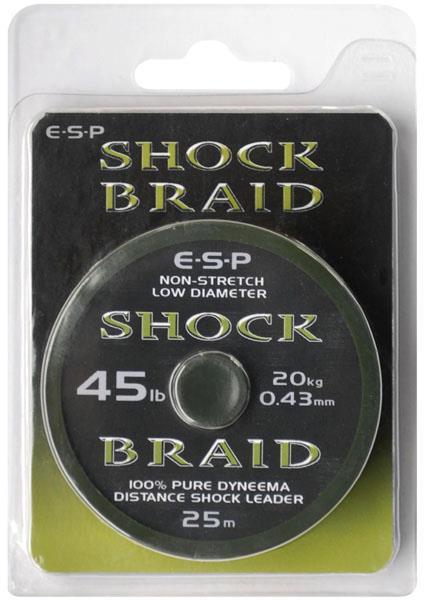 E·S·P
SHOCK
BRAID
E·S·P
NON-STRETCH
LOW DIAMETER
SHOCK
45lb
20kg
0.43mm
BRAID
100% PURE DYNEEMA
DISTANCE SHOCK LEADER
25m